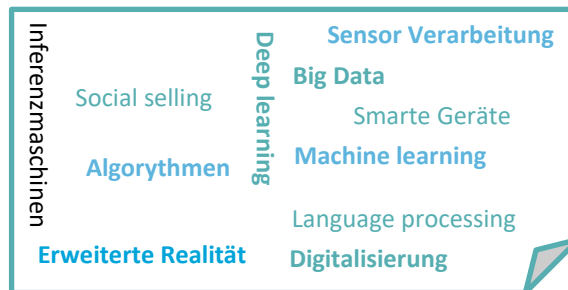 Inferenzmaschinen
Deep learning
Sensor Verarbeitung
Big Data
Social selling
Smarte Geräte
Algorythmen
Machine learning
Language processing
Erweiterte Realität
Digitalisierung